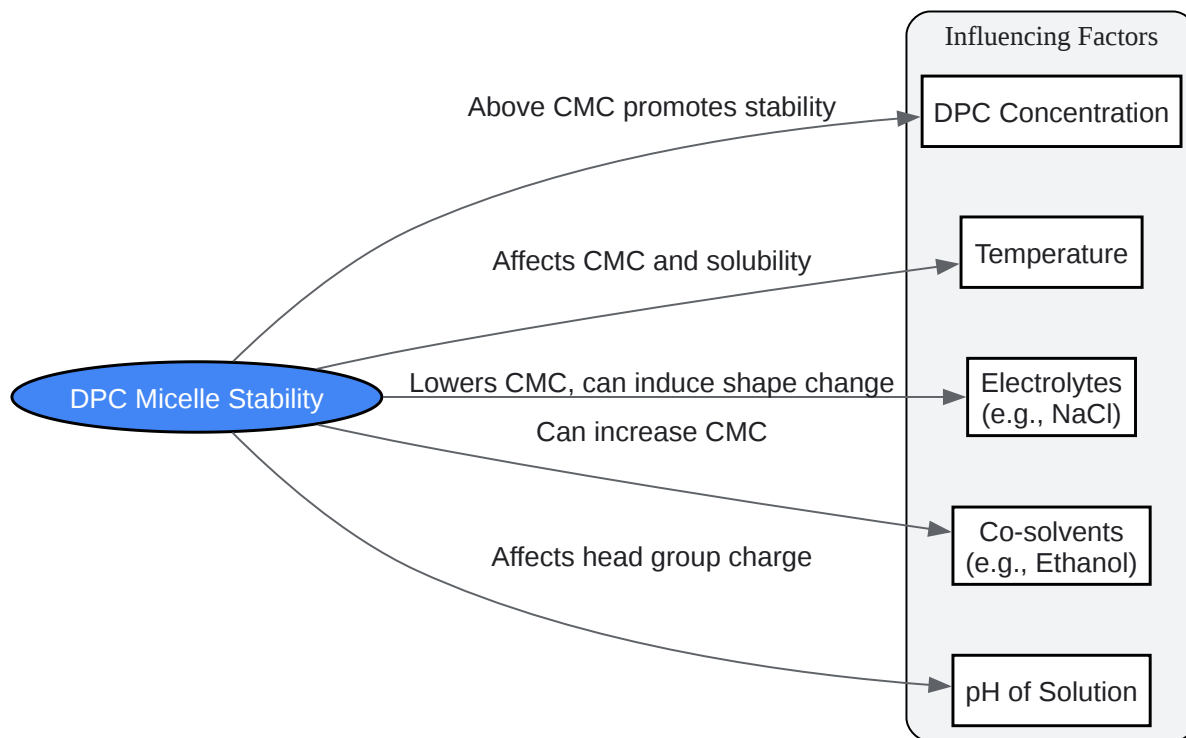 Influencing Factors
Above CMC promotes stability
DPC Concentration
Affects CMC and solubility
Temperature
DPC Micelle Stability
Lowers CMC, can induce shape change
Electrolytes
(e.g., NaCl)
Can increase CMC
Co-solvents
(e.g., Ethanol)
Affects head group charge
pH of Solution